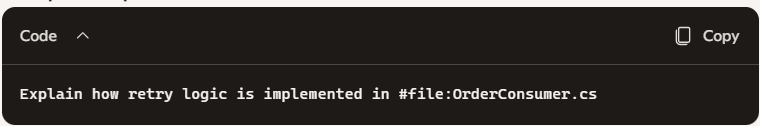 Code
Copy
Explain how retry logic is implemented in #file:OrderConsumer.cs